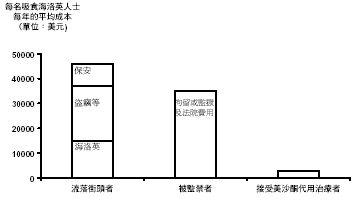 每名吸食海洛英人士
每年的平均成本
（單位：美元）
50000
40000
30000
20000
10000
0
保安
盜竊等
海洛英
拘留或監獄
及法院費用
流落街頭者
被監禁者
接受美沙酮代用治療者